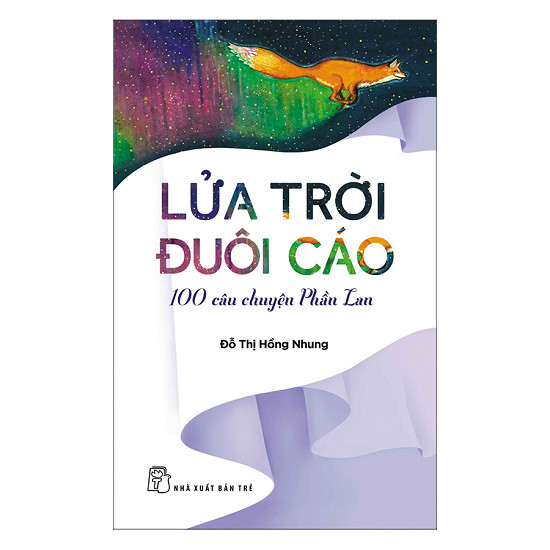 LỬA TRỜI
ĐUÔI CÁO
100 câu chuyện Phần Lan
Đỗ Thị Hồng Nhung
NHÀ XUẤT BẢN TRẺ